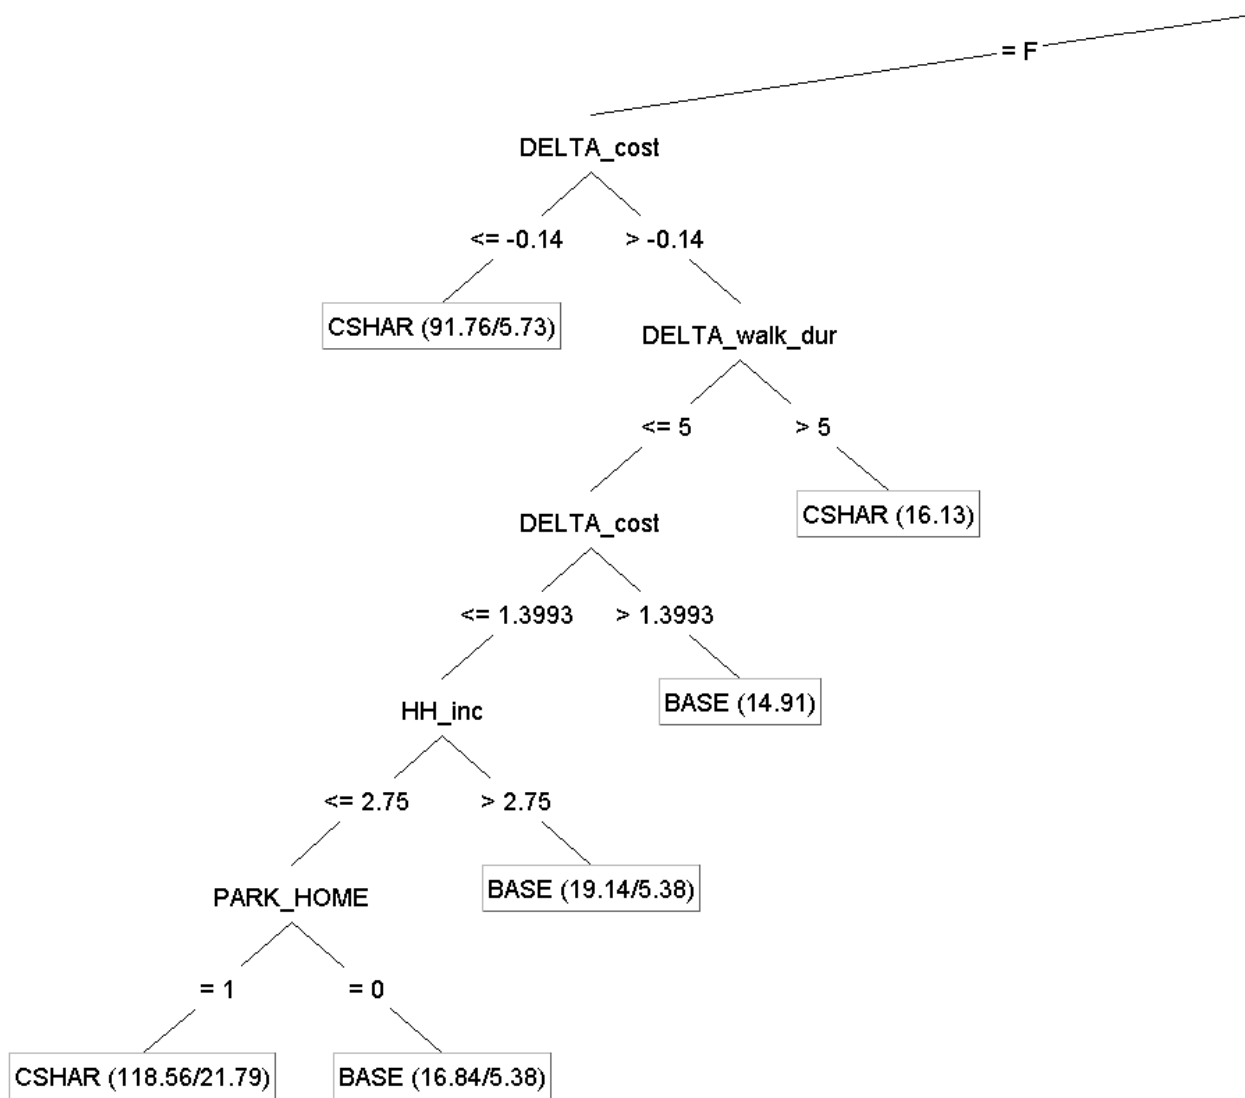 = F
DELTA_cost
<= -0.14
> -0.14
CSHAR (91.76/5.73)
DELTA_walk_dur
<= 5
> 5
DELTA_cost
CSHAR (16.13)
<= 1.3993
> 1.3993
HH_inc
BASE (14.91)
<= 2.75
> 2.75
PARK_HOME
BASE (19.14/5.38)
= 1
= 0
CSHAR (118.56/21.79)
BASE (16.84/5.38)